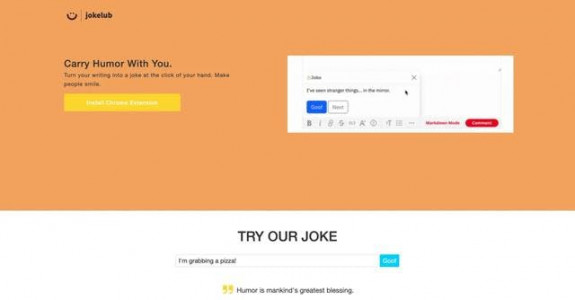 jokelub
Carry Humor With You.
Turn your writing into a joke at the click of your hand. Make
people smile.
Install Chrome Extension
Joke
I've seen stranger things... in the mirror.
Goo!
Next
Markdown Mode
Comment
TRY OUR JOKE
I'm grabbing a pizza!
Goo!
Humor is mankind's greatest blessing.